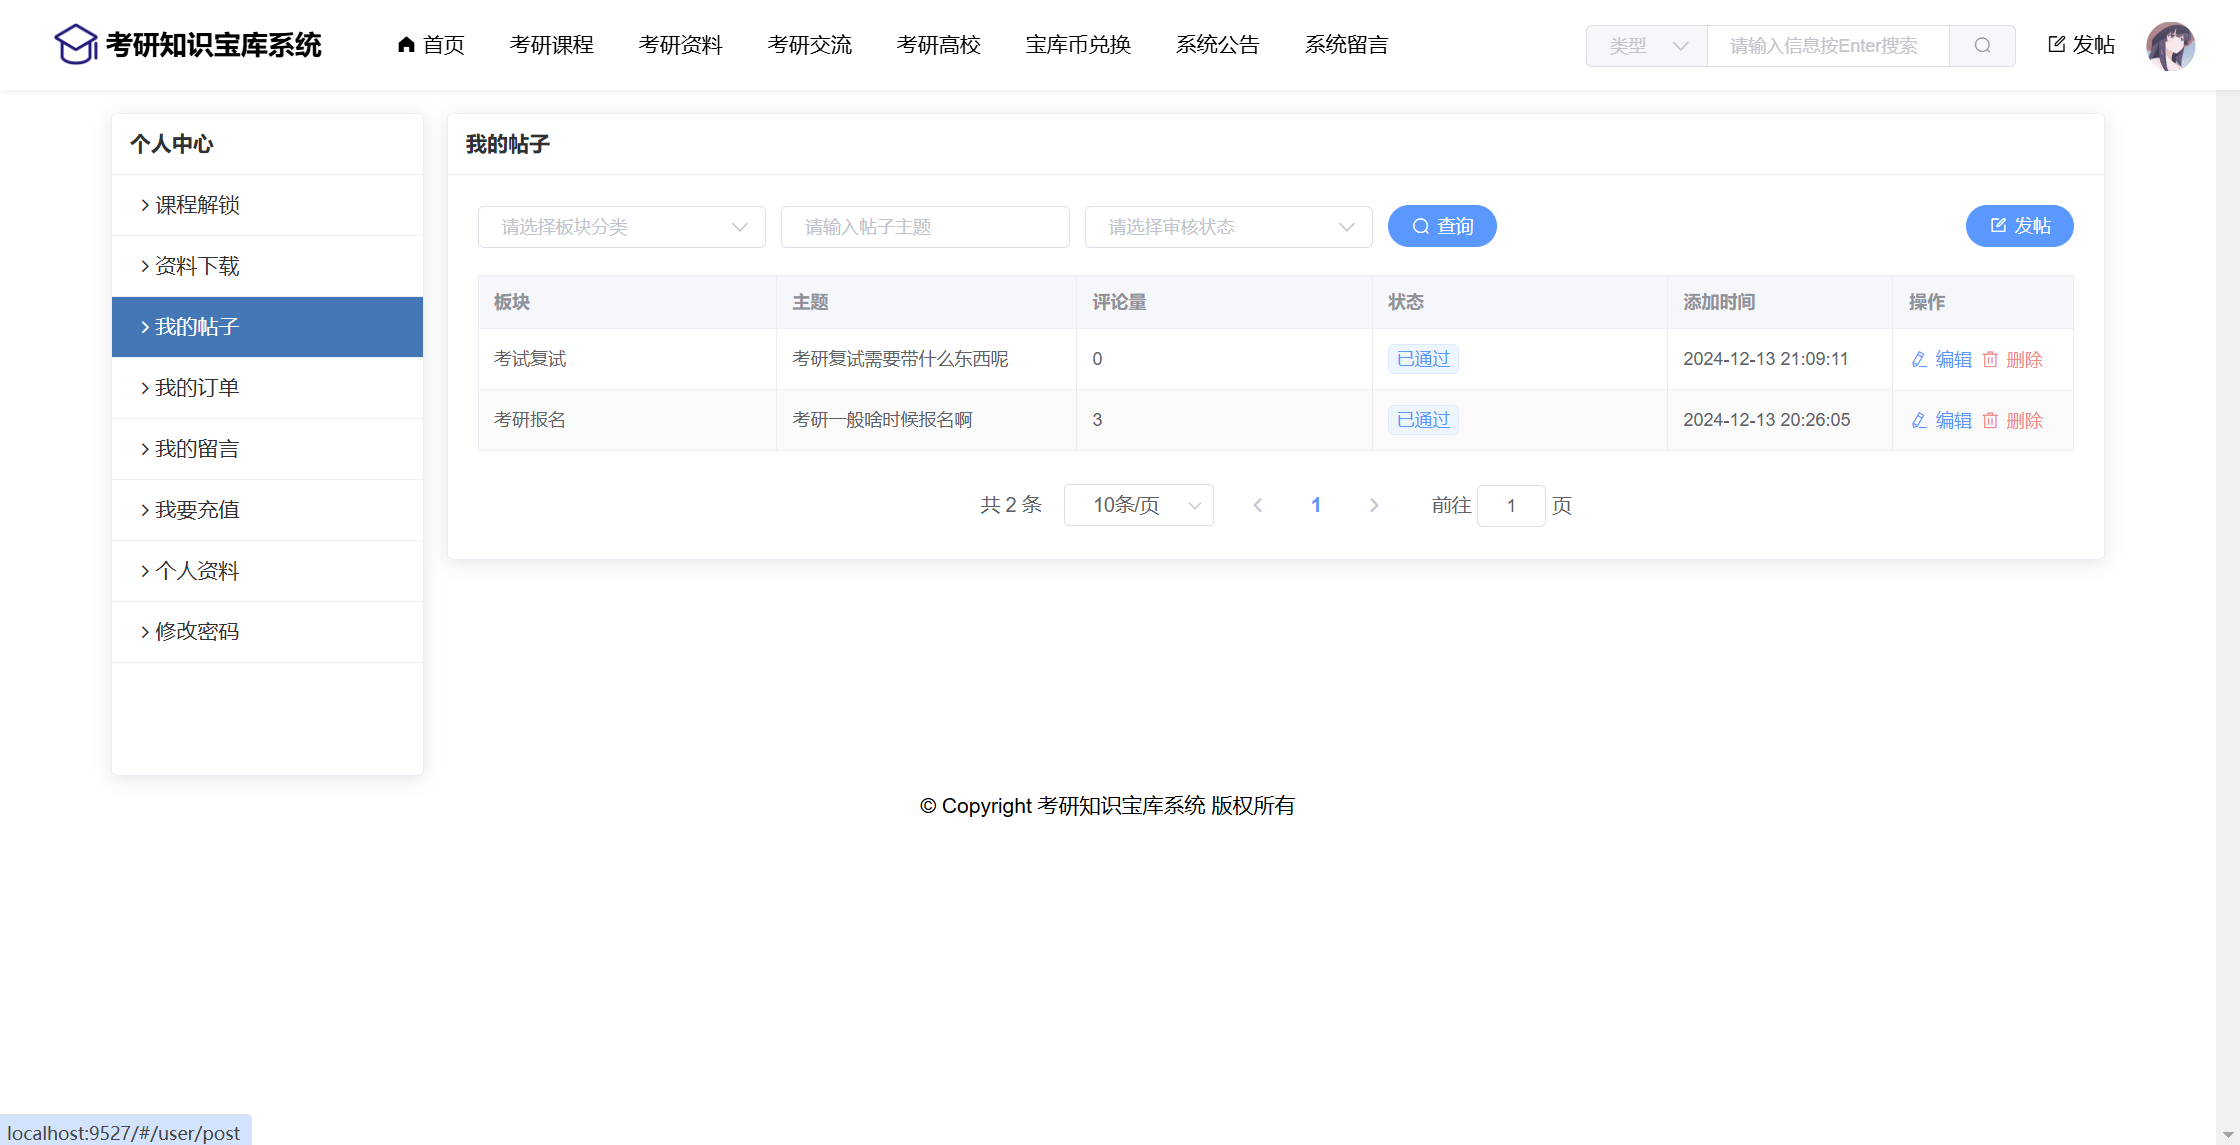 考研知识宝库系统 首页 考研课程 考研资料 考研交流 考研高校 宝库币兑换 系统公告 系统留言 类型 请输入信息按Enter搜索 发帖
个人中心
课程解锁
资料下载
我的帖子
我的订单
我的留言
我要充值
个人资料
修改密码
我的帖子
请选择板块分类 请输入帖子主题 请选择审核状态 查询 发帖
板块 主题 评论量 状态 添加时间 操作
考试复试 考研复试需要带什么东西呢 0 已通过 2024-12-13 21:09:11 编辑 删除
考研报名 考研一般啥时候报名啊 3 已通过 2024-12-13 20:26:05 编辑 删除
共 2 条 10条/页 1 前往 1 页
© Copyright 考研知识宝库系统 版权所有
localhost:9527/#/user/post